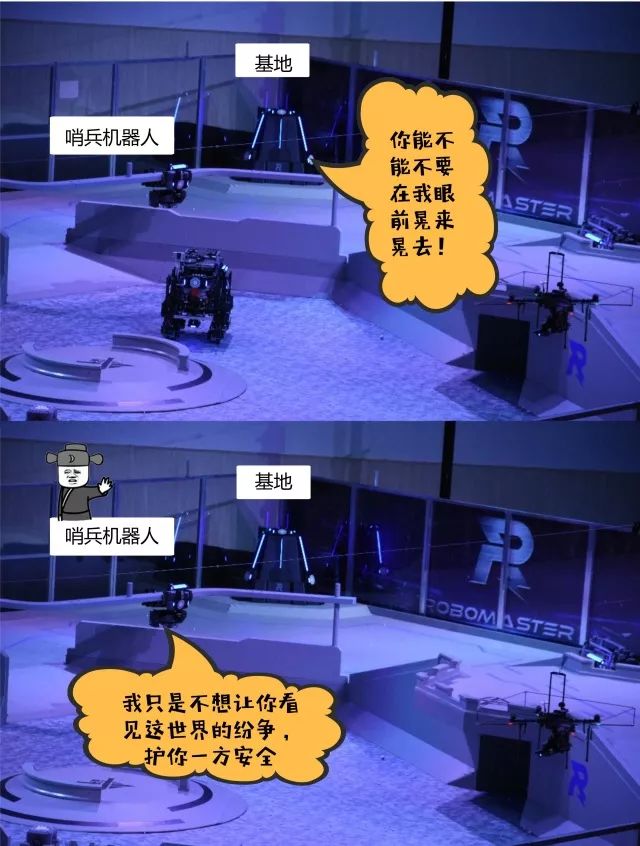 基地
哨兵机器人
你能不
能不要
在我眼
前晃来
晃去！
ROBOMASTER
基地
哨兵机器人
ROBOMASTER
我只是不想让你看
见这世界的纷争，
护你一方安全